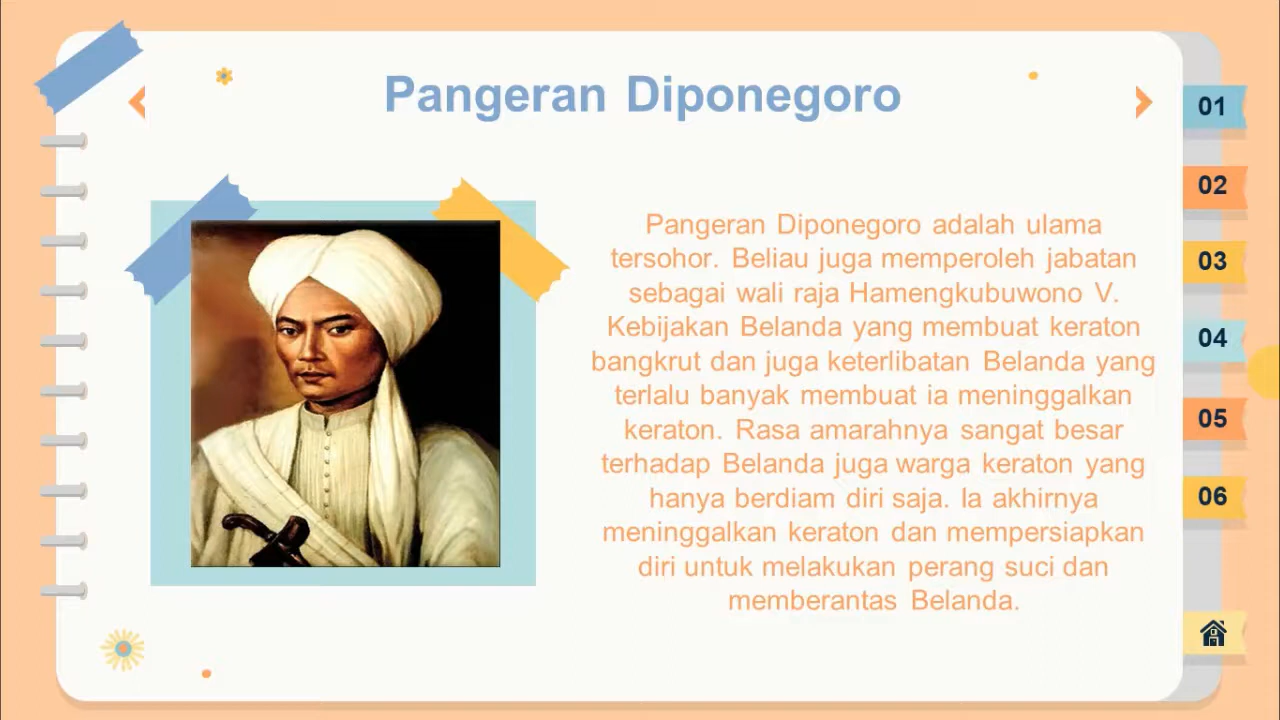 Pangeran Diponegoro
Pangeran Diponegoro adalah ulama
tersohor. Beliau juga memperoleh jabatan
sebagai wali raja Hamengkubuwono V.
Kebijakan Belanda yang membuat keraton
bangkrut dan juga keterlibatan Belanda yang
terlalu banyak membuat ia meninggalkan
keraton. Rasa amarahnya sangat besar
terhadap Belanda juga warga keraton yang
hanya berdiam diri saja. Ia akhirnya
meninggalkan keraton dan mempersiapkan
diri untuk melakukan perang suci dan
memberantas Belanda.
01
02
03
04
05
06